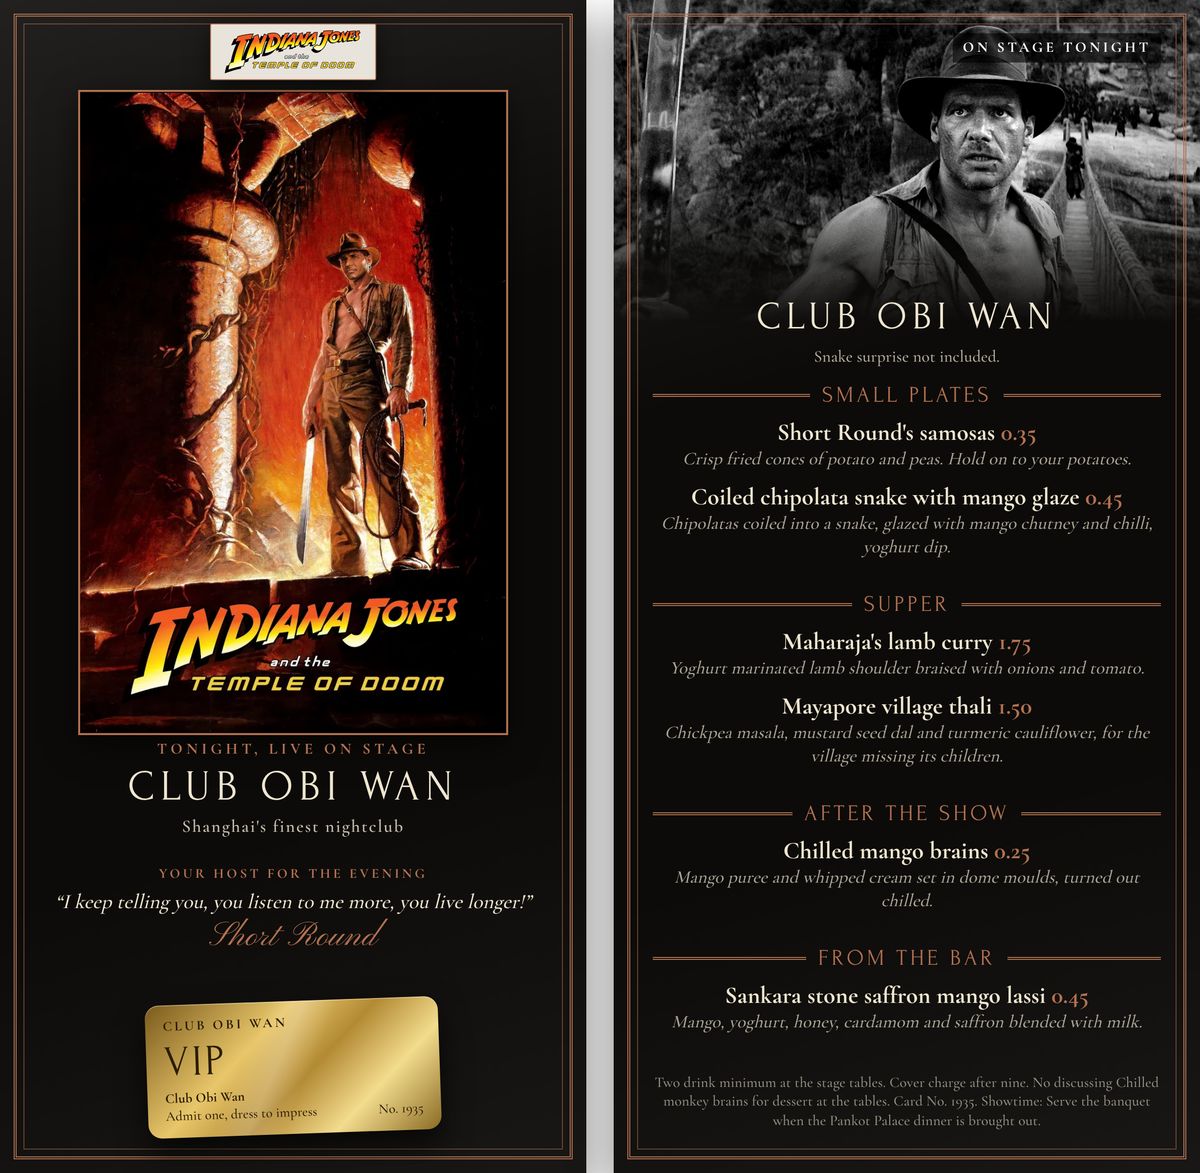 INDIANA JONES
and the
TEMPLE OF DOOM
INDIANA JONES
and the
TEMPLE OF DOOM
TONIGHT, LIVE ON STAGE
CLUB OBI WAN
Shanghai's finest nightclub
YOUR HOST FOR THE EVENING
“I keep telling you, you listen to me more, you live longer!”
Short Round
CLUB OBI WAN
VIP
Club Obi Wan
Admit one, dress to impress
No. 1935
ON STAGE TONIGHT
CLUB OBI WAN
Snake surprise not included.
SMALL PLATES
Short Round's samosas 0.35
Crisp fried cones of potato and peas. Hold on to your potatoes.
Coiled chipolata snake with mango glaze 0.45
Chipolatas coiled into a snake, glazed with mango chutney and chilli,
yoghurt dip.
SUPPER
Maharaja's lamb curry 1.75
Yoghurt marinated lamb shoulder braised with onions and tomato.
Mayapore village thali 1.50
Chickpea masala, mustard seed dal and turmeric cauliflower, for the
village missing its children.
AFTER THE SHOW
Chilled mango brains 0.25
Mango puree and whipped cream set in dome moulds, turned out
chilled.
FROM THE BAR
Sankara stone saffron mango lassi 0.45
Mango, yoghurt, honey, cardamom and saffron blended with milk.
Two drink minimum at the stage tables. Cover charge after nine. No discussing Chilled
monkey brains for dessert at the tables. Card No. 1935. Showtime: Serve the banquet
when the Pankot Palace dinner is brought out.